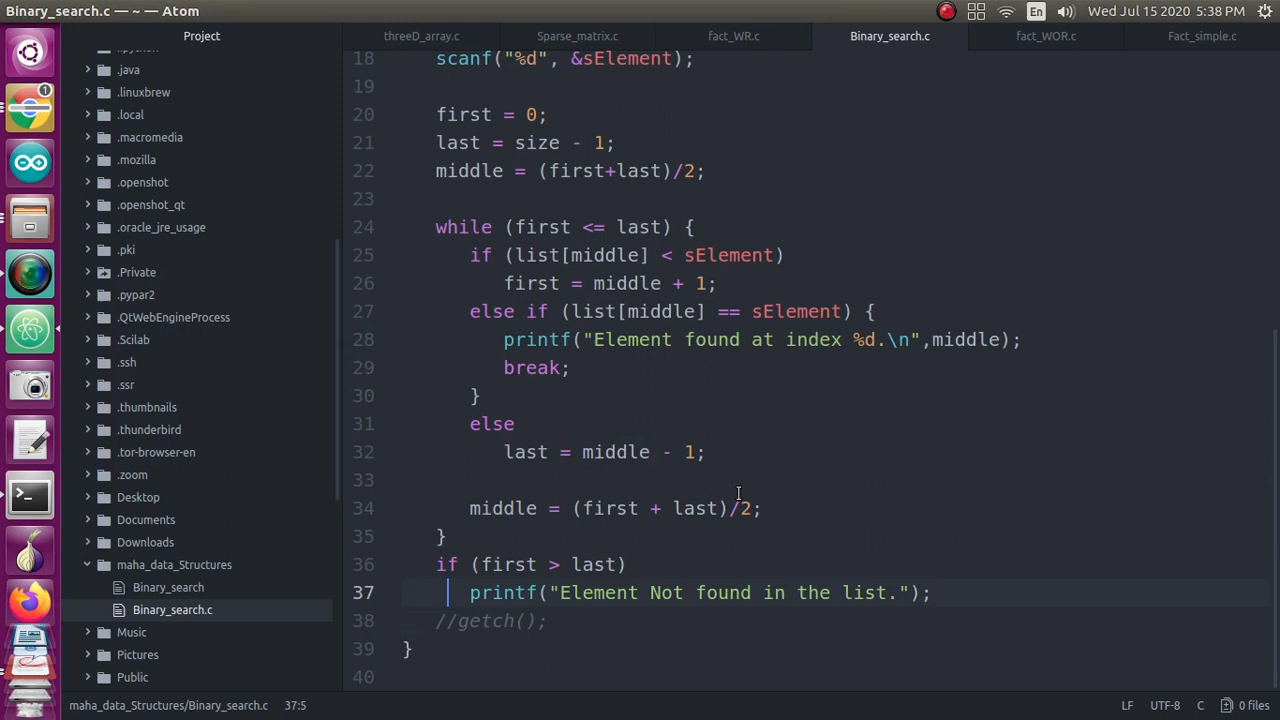 Binary_search.c — ~ — Atom
En
Wed Jul 15 2020 5:38 PM
1
Project
threeD_array.c
Sparse_matrix.c
fact_WR.c
Binary_search.c
fact_WOR.c
Fact_simple.c
.java
.linuxbrew
.local
.macromedia
.mozilla
.openshot
.openshot_qt
.oracle_jre_usage
.pki
.Private
.pypar2
.QtWebEngineProcess
.Scilab
.ssh
.ssr
.thumbnails
.thunderbird
.tor-browser-en
.zoom
Desktop
Documents
Downloads
maha_data_Structures
Binary_search
Binary_search.c
Music
Pictures
Public
18 scanf("%d", &sElement);
19
20 first = 0;
21 last = size - 1;
22 middle = (first+last)/2;
23
24 while (first <= last) {
25 if (list[middle] < sElement)
26 first = middle + 1;
27 else if (list[middle] == sElement) {
28 printf("Element found at index %d.\n",middle);
29 break;
30 }
31 else
32 last = middle - 1;
33
34 middle = (first + last)/2;
35 }
36 if (first > last)
37 printf("Element Not found in the list.");
38 //getch();
39 }
40
maha_data_Structures/Binary_search.c 37:5
LF UTF-8 C 0 files